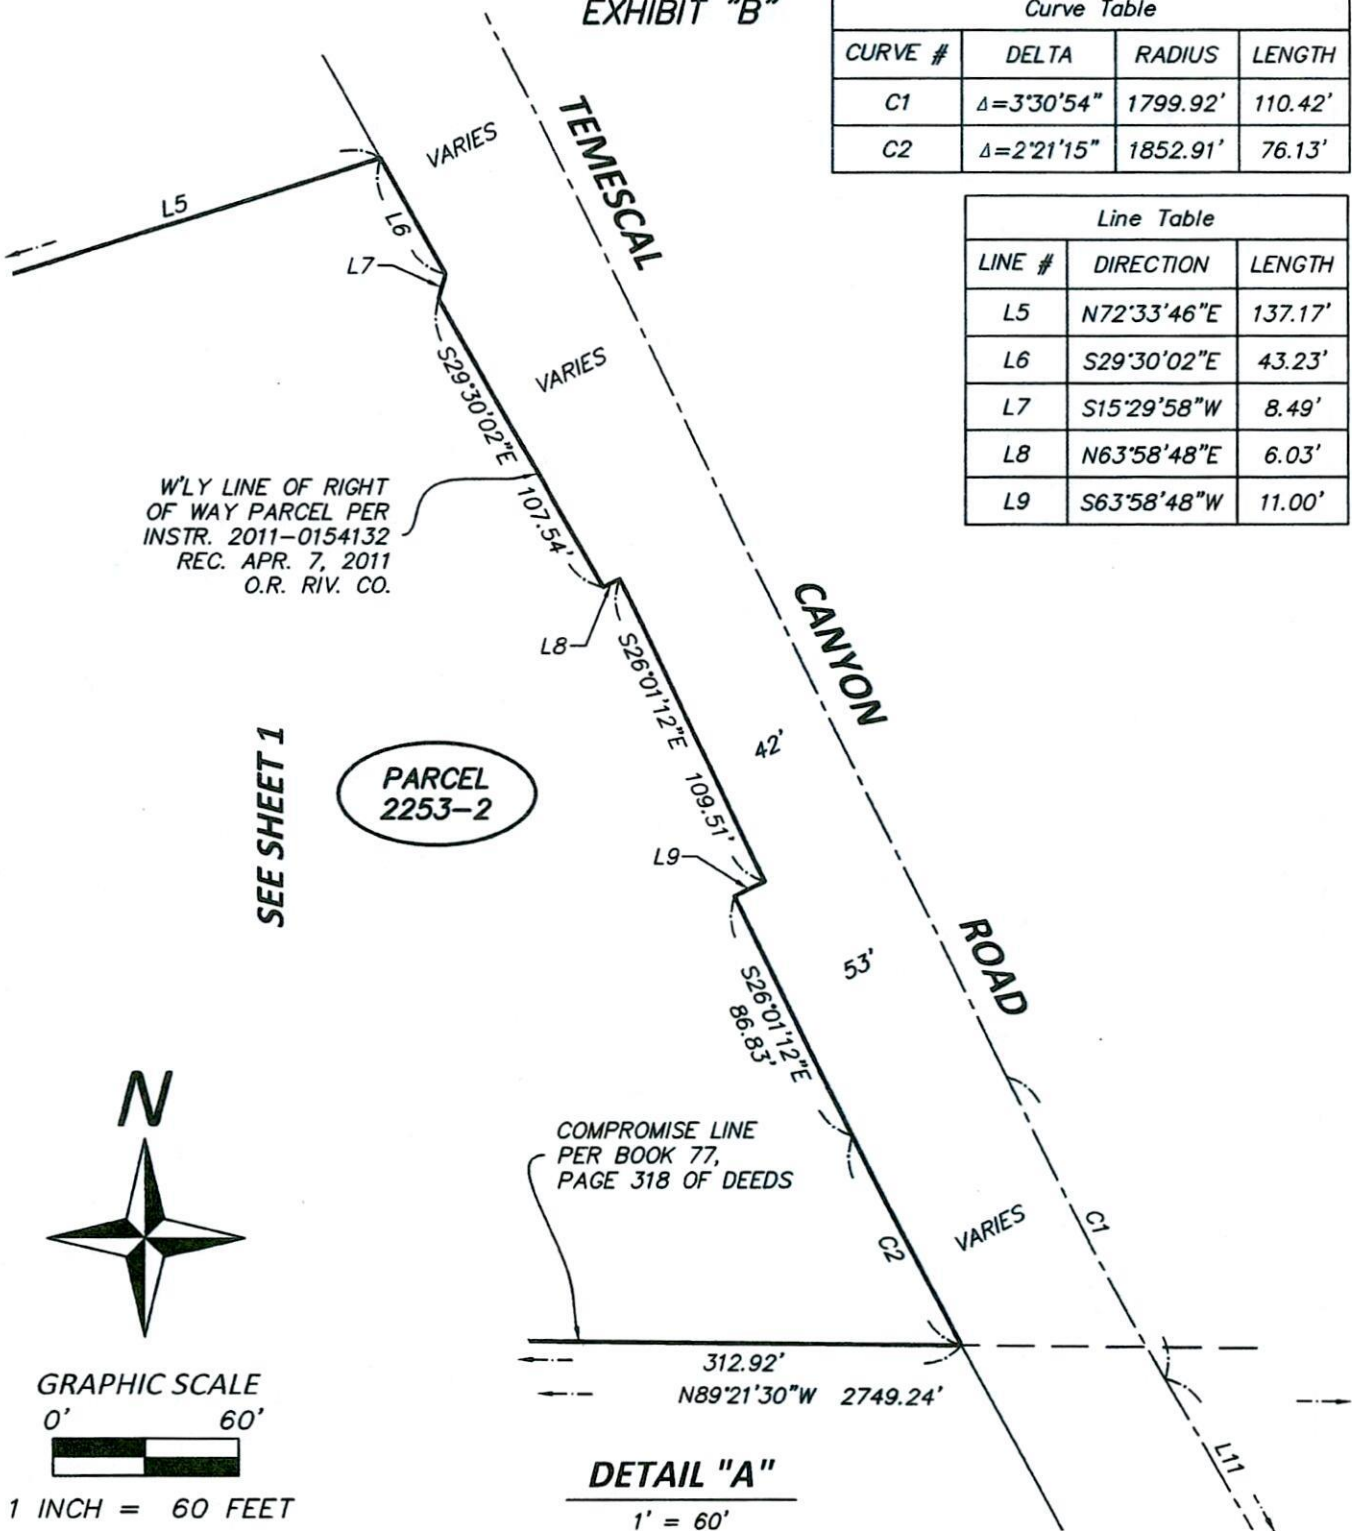 EXHIBIT "B"
Curve Table
CURVE # DELTA RADIUS LENGTH
C1 Δ=3°30'54" 1799.92' 110.42'
C2 Δ=2°21'15" 1852.91' 76.13'
Line Table
LINE # DIRECTION LENGTH
L5 N72°33'46"E 137.17'
L6 S29°30'02"E 43.23'
L7 S15°29'58"W 8.49'
L8 N63°58'48"E 6.03'
L9 S63°58'48"W 11.00'
TEMESCAL
CANYON
ROAD
VARIES
L5
L6
L7
VARIES
S29°30'02"E 107.54'
W'LY LINE OF RIGHT
OF WAY PARCEL PER
INSTR. 2011-0154132
REC. APR. 7, 2011
O.R. RIV. CO.
L8
S26°01'12"E 109.51'
42'
SEE SHEET 1
PARCEL
2253-2
L9
53'
S26°01'12"E
86.83'
N
COMPROMISE LINE
PER BOOK 77,
PAGE 318 OF DEEDS
VARIES
C1
C2
312.92'
N89°21'30"W 2749.24'
L11
GRAPHIC SCALE
0' 60'
1 INCH = 60 FEET
DETAIL "A"
1' = 60'